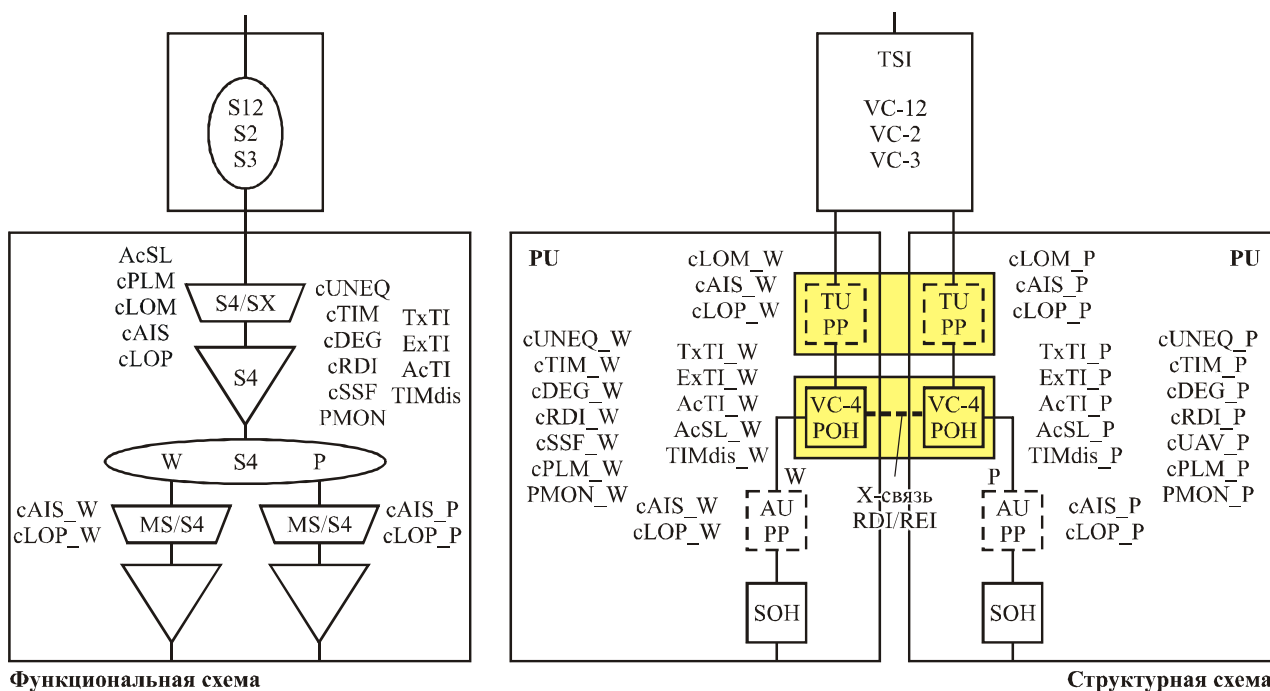 S12
S2
S3
AcSL
cPLM
cLOM
cAIS
cLOP
S4/SX
cUNEQ
cTIM
cDEG
cRDI
cSSF
PMON
TxTI
ExTI
AcTI
TIMdis
S4
W S4 P
cAIS_W
cLOP_W
MS/S4
MS/S4
cAIS_P
cLOP_P
Функциональная схема
TSI
VC-12
VC-2
VC-3
PU
cLOM_W
cAIS_W
cLOP_W
TU
PP
TU
PP
cLOM_P
cAIS_P
cLOP_P
PU
cUNEQ_W
cTIM_W
cDEG_W
cRDI_W
cSSF_W
cPLM_W
PMON_W
TxTI_W
ExTI_W
AcTI_W
AcSL_W
TIMdis_W
VC-4
POH
VC-4
POH
TxTI_P
ExTI_P
AcTI_P
AcSL_P
TIMdis_P
cUNEQ_P
cTIM_P
cDEG_P
cRDI_P
cUAV_P
cPLM_P
PMON_P
W
X-связь
RDI/REI
P
cAIS_W
cLOP_W
AU
PP
AU
PP
cAIS_P
cLOP_P
SOH
SOH
Структурная схема